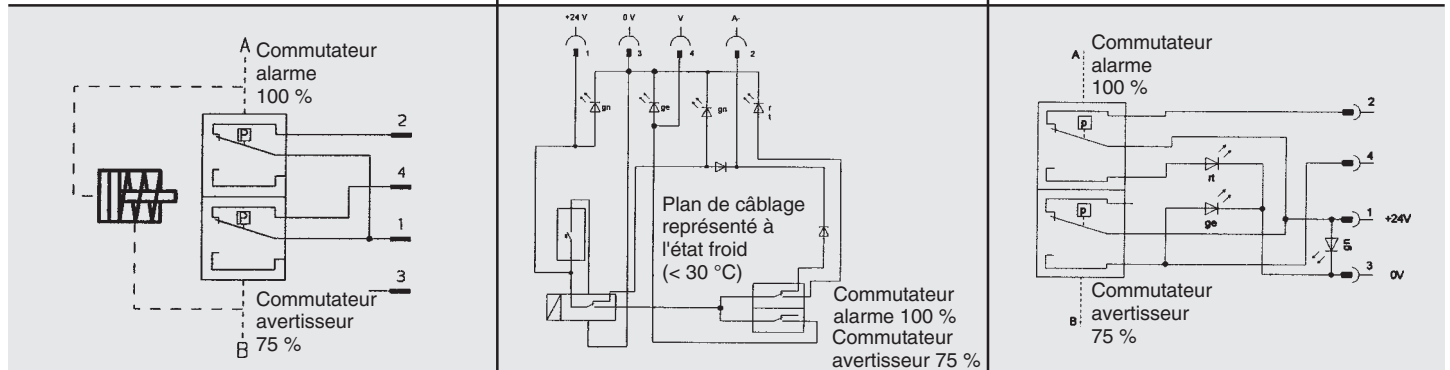 A
Commutateur
alarme
100 %
P
2
4
P
1
3
Commutateur
avertisseur
75 %
B
+24 V
0 V
V
A-
1
3
4
2
gn
ge
gn
r
t
Plan de câblage
représenté à
l'état froid
(< 30 °C)
Commutateur
alarme 100 %
Commutateur
avertisseur 75 %
A
Commutateur
alarme
100 %
p
2
rt
4
p
ge
1 +24V
gn
3 0V
Commutateur
avertisseur
75 %
B